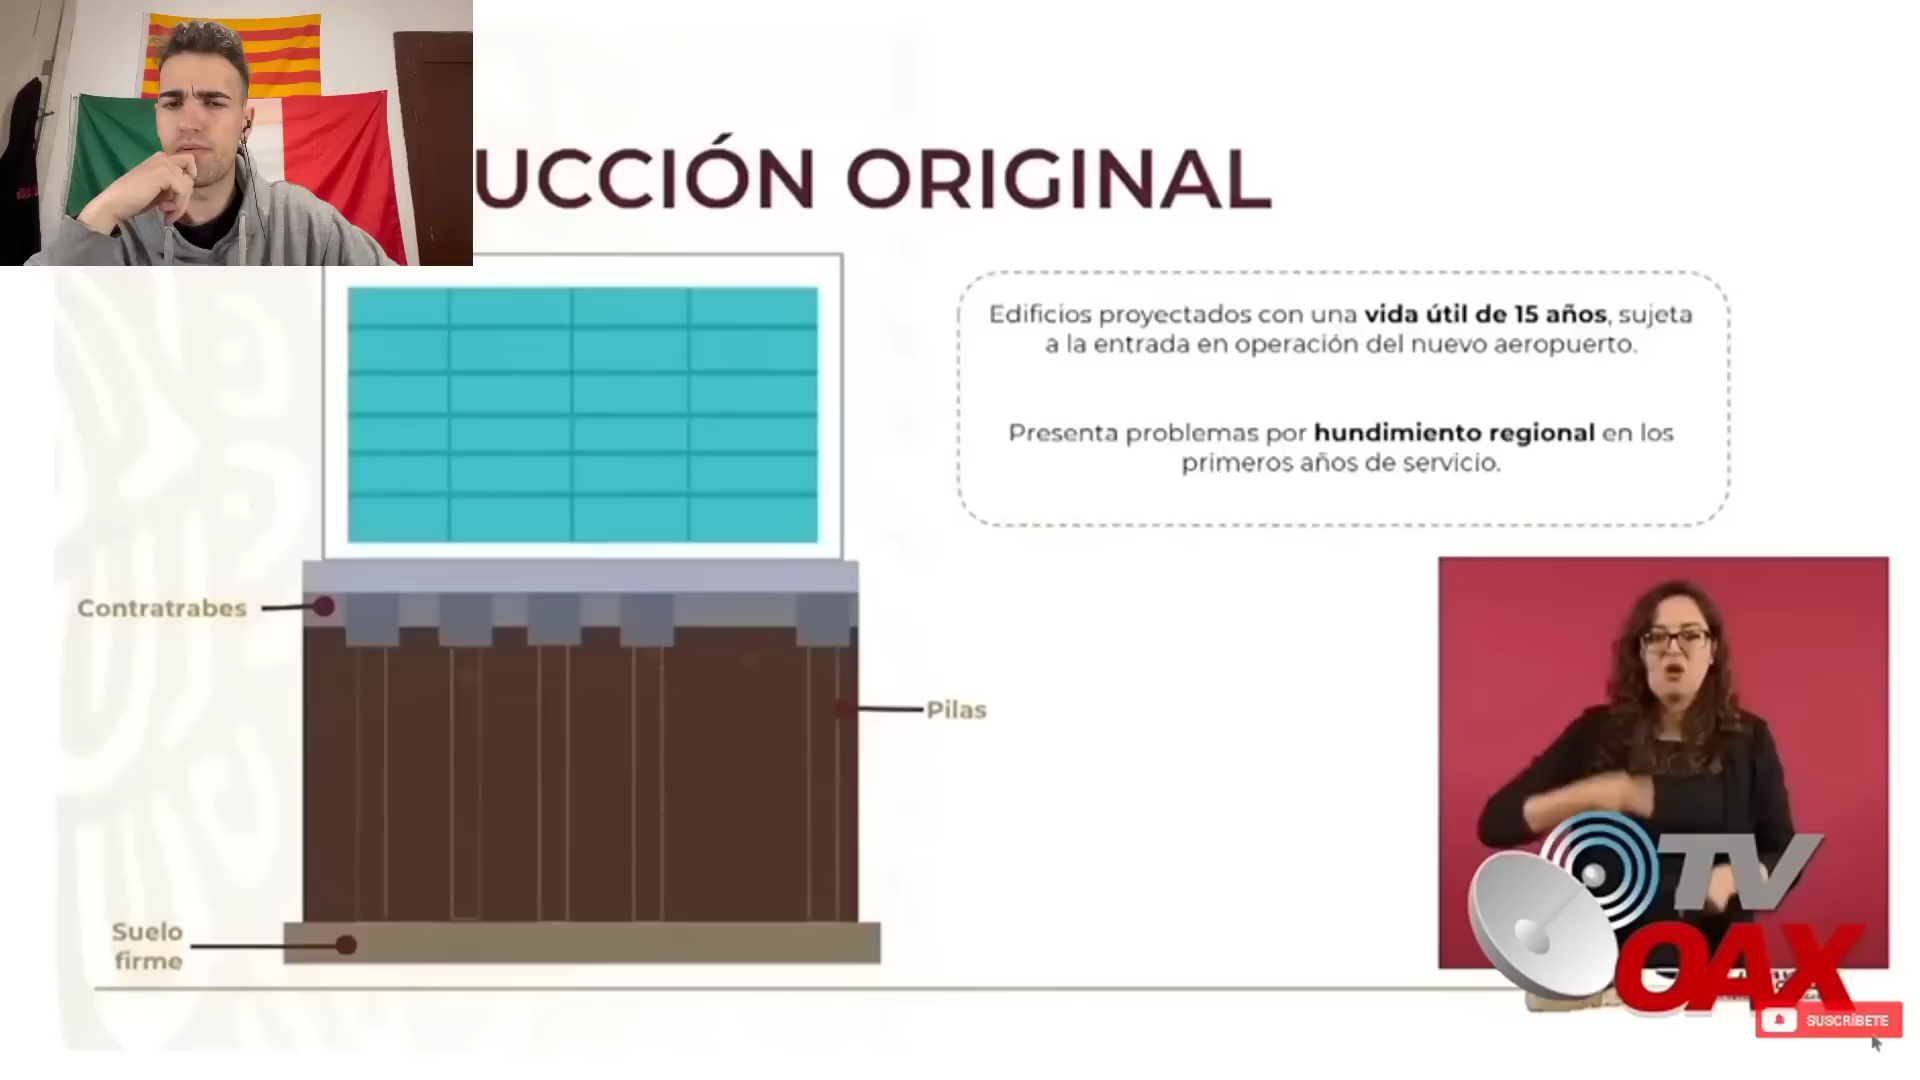 UCCIÓN ORIGINAL
Edificios proyectados con una vida útil de 15 años, sujeta
a la entrada en operación del nuevo aeropuerto.
Presenta problemas por hundimiento regional en los
primeros años de servicio.
Contratrabes
Pilas
Suelo
firme
TV
OAX
SUSCRÍBETE